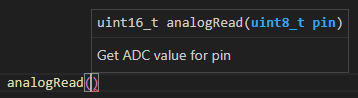 uint16_t analogRead(uint8_t pin)
Get ADC value for pin
analogRead()